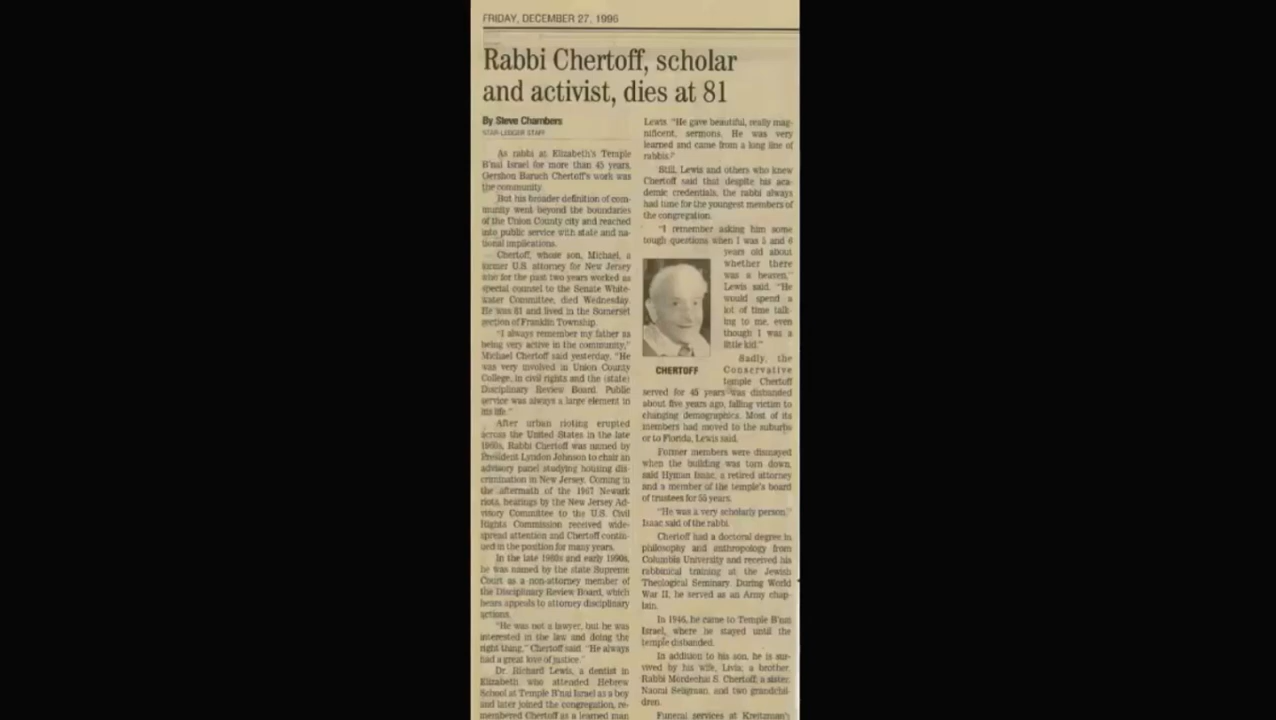 FRIDAY, DECEMBER 27, 1996
Rabbi Chertoff, scholar
and activist, dies at 81
By Steve Chambers
STAR-LEDGER STAFF
As rabbi at Elizabeth's Temple
B'nai Israel for more than 45 years,
Gershon Baruch Chertoff's work was
the community.
But his broader definition of com-
munity went beyond the boundaries
of the Union County city and reached
into public service with state and na-
tional implications.
Chertoff, whose son, Michael, a
former U.S. attorney for New Jersey
who for the past two years worked as
special counsel to the Senate White-
water Committee, died Wednesday.
He was 81 and lived in the Somerset
section of Franklin Township.
"I always remember my father as
being very active in the community,"
Michael Chertoff said yesterday. "He
was very involved in Union County
College, in civil rights and the (state)
Disciplinary Review Board. Public
service was always a large element in
his life."
After urban rioting erupted
across the United States in the late
1960s, Rabbi Chertoff was named by
President Lyndon Johnson to chair an
advisory panel studying housing dis-
crimination in New Jersey. Coming in
the aftermath of the 1967 Newark
riots, hearings by the New Jersey Ad-
visory Committee to the U.S. Civil
Rights Commission received wide-
spread attention and Chertoff contin-
ued in the position for many years.
In the late 1980s and early 1990s,
he was named by the state Supreme
Court as a non-attorney member of
the Disciplinary Review Board, which
hears appeals to attorney disciplinary
actions.
"He was not a lawyer, but he was
interested in the law and doing the
right thing," Chertoff said. "He always
had a great love of justice."
Dr. Richard Lewis, a dentist in
Elizabeth who attended Hebrew
School at Temple B'nai Israel as a boy
and later joined the congregation, re-
membered Chertoff as a learned man
Lewis. "He gave beautiful, really mag-
nificent, sermons. He was very
learned and came from a long line of
rabbis."
Still, Lewis and others who knew
Chertoff said that despite his aca-
demic credentials, the rabbi always
had time for the youngest members of
the congregation.
"I remember asking him some
tough questions when I was 5 and 6
years old about
whether there
was a heaven,"
Lewis said. "He
would spend a
lot of time talk-
ing to me, even
though I was a
little kid."
Sadly, the
Conservative
temple Chertoff
CHERTOFF
served for 45 years was disbanded
about five years ago, falling victim to
changing demographics. Most of its
members had moved to the suburbs
or to Florida, Lewis said.
Former members were dismayed
when the building was torn down,
said Hyman Isaac, a retired attorney
and a member of the temple's board
of trustees for 55 years.
"He was a very scholarly person,"
Isaac said of the rabbi.
Chertoff had a doctoral degree in
philosophy and anthropology from
Columbia University and received his
rabbinical training at the Jewish
Theological Seminary. During World
War II, he served as an Army chap-
lain.
In 1946, he came to Temple B'nai
Israel, where he stayed until the
temple disbanded.
In addition to his son, he is sur-
vived by his wife, Livia; a brother,
Rabbi Mordechai S. Chertoff; a sister,
Naomi Seligman, and two grandchil-
dren.
Funeral services at Kreitzman's